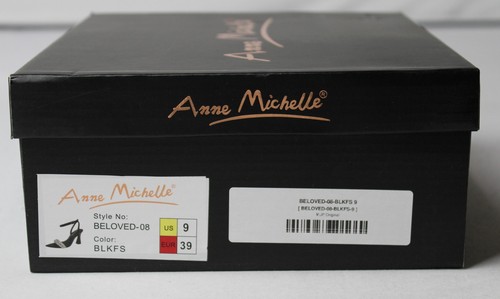 Anne Michelle
Anne Michelle®
Anne Michelle®
Style No:
BELOVED-08
Color:
BLKFS
US 9
EUR 39
BELOVED-08-BLKFS 9
[ BELOVED-08-BLKFS-9 ]